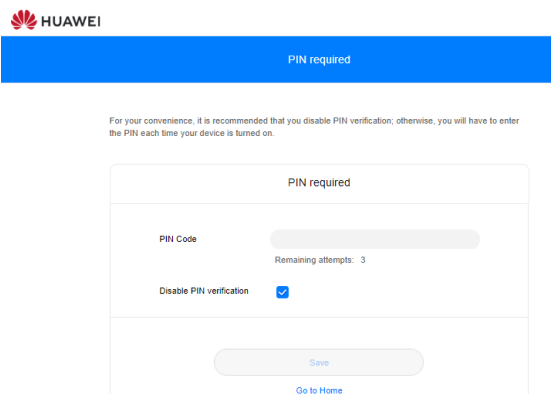 HUAWEI
PIN required
For your convenience, it is recommended that you disable PIN verification; otherwise, you will have to enter
the PIN each time your device is turned on.
PIN required
PIN Code
Remaining attempts: 3
Disable PIN verification
Save
Go to Home